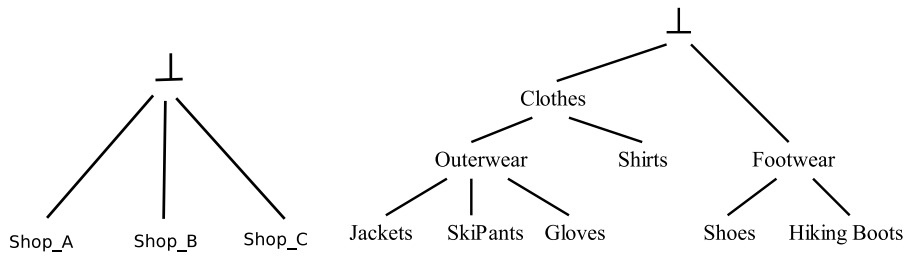 ⊥
⊥
Clothes
Outerwear Shirts Footwear
Shop_A Shop_B Shop_C Jackets SkiPants Gloves Shoes Hiking Boots